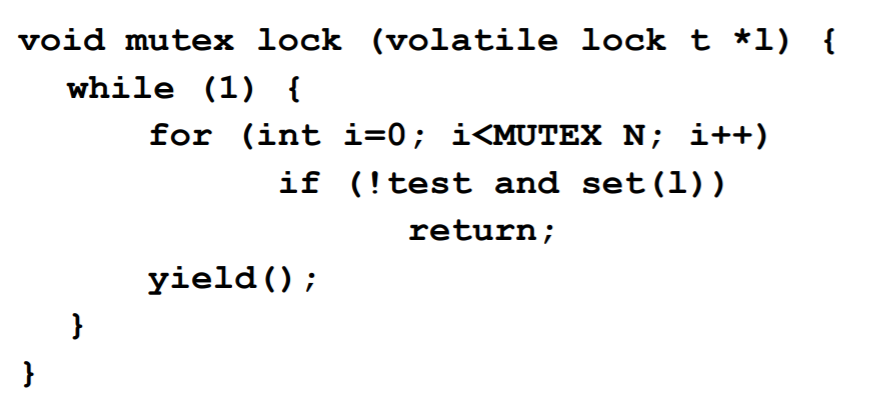 void mutex lock (volatile lock t *l) {
while (1) {
for (int i=0; i<MUTEX N; i++)
if (!test and set(l))
return;
yield();
}
}